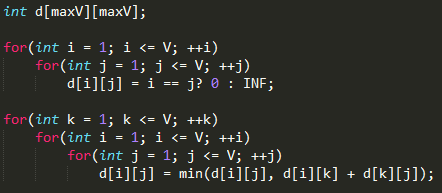 int d[maxV][maxV];
for(int i = 1; i <= V; ++i)
for(int j = 1; j <= V; ++j)
d[i][j] = i == j? 0 : INF;
for(int k = 1; k <= V; ++k)
for(int i = 1; i <= V; ++i)
for(int j = 1; j <= V; ++j)
d[i][j] = min(d[i][j], d[i][k] + d[k][j]);